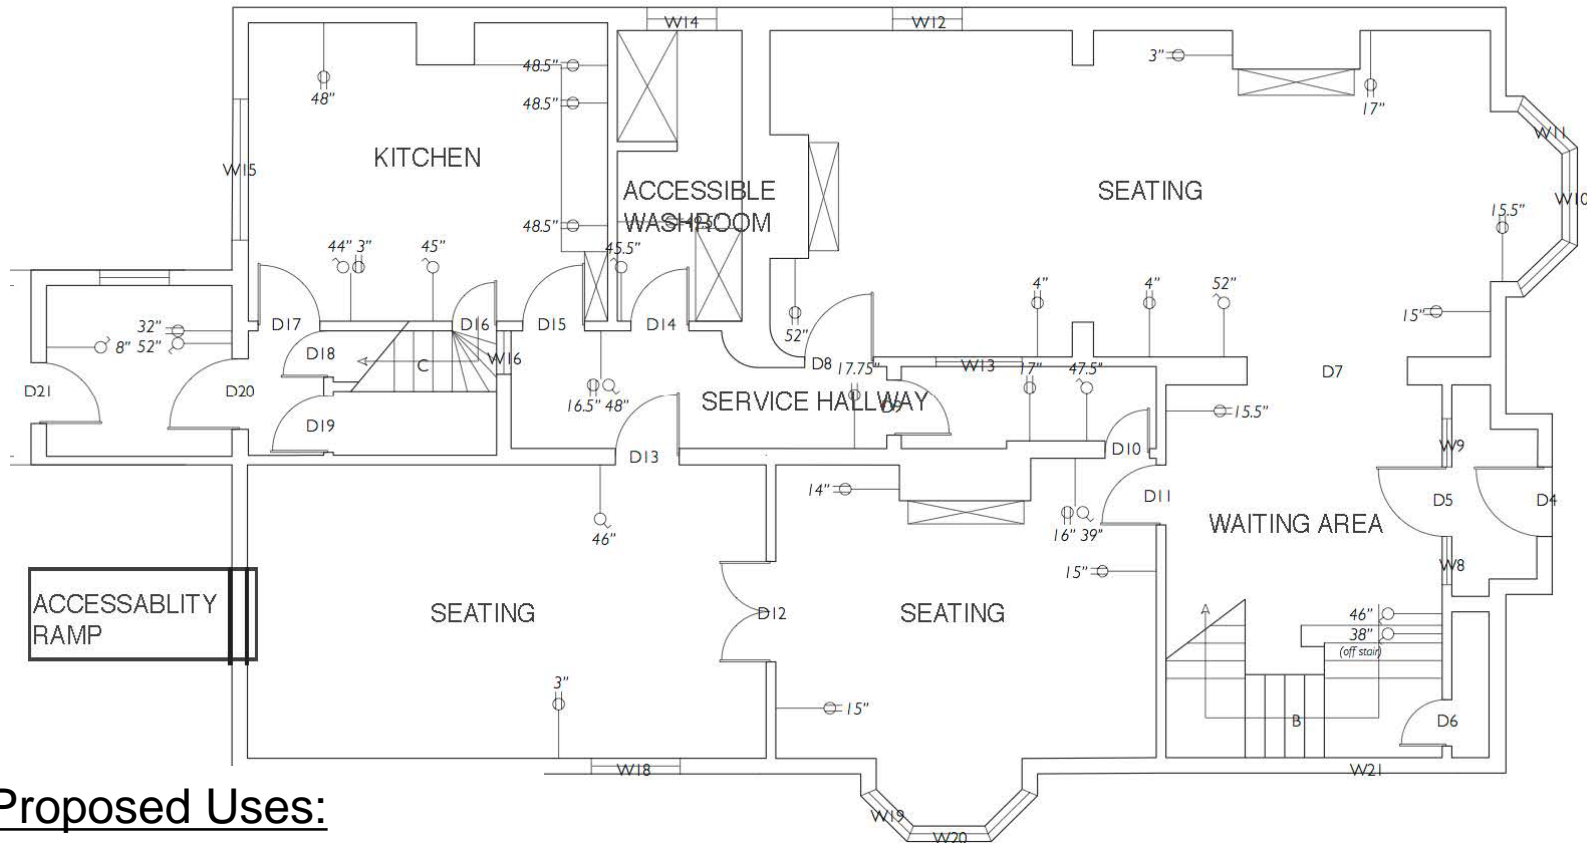 W14
W12
48.5"
3"
48"
48.5"
17"
W11
KITCHEN
W15
ACCESSIBLE
WASHROOM
SEATING
W10
48.5"
15.5"
44" 3"
45"
45.5"
4"
4"
52"
32"
52"
8"
D17
D16
D15
D14
52"
15"
D18
C
W16
D8
17.75"
W13
17"
47.5"
D7
D21
D20
16.5" 48"
SERVICE HALLWAY
D9
15.5"
D19
D13
D10
W9
14"
D11
D5
D4
46"
16" 39"
WAITING AREA
15"
W8
ACCESSABLITY
RAMP
SEATING
D12
SEATING
A
46"
38"
(off stair)
3"
15"
B
D6
W18
W21
Proposed Uses:
W19
W20